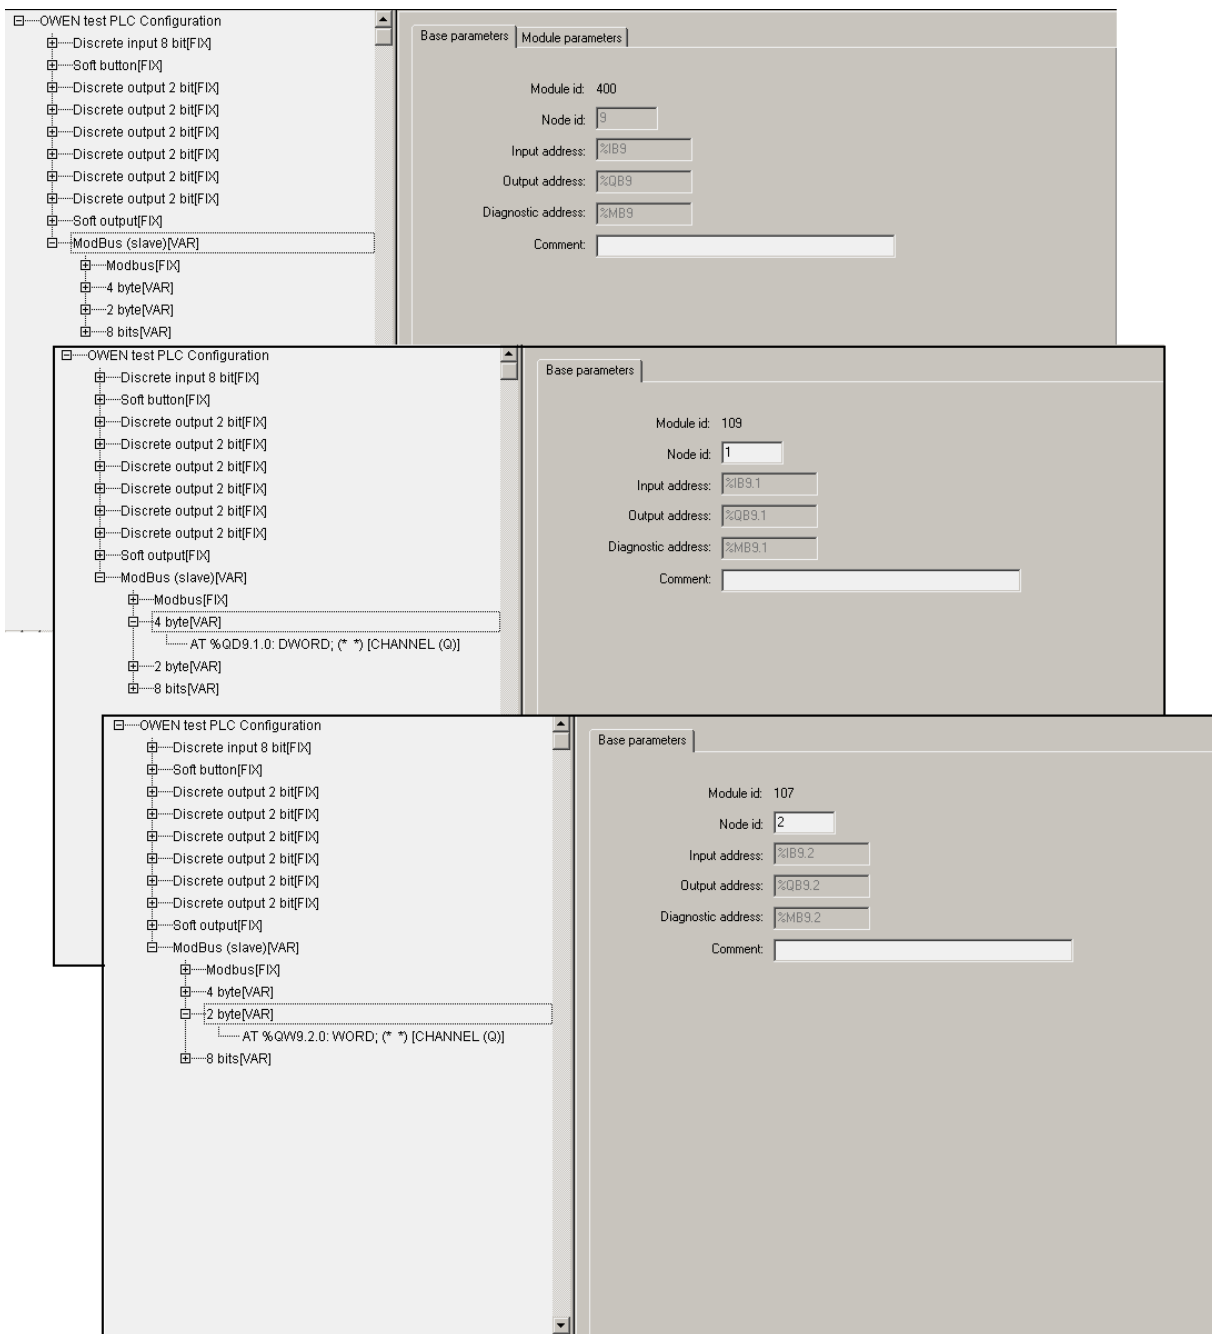 OWEN test PLC Configuration
Discrete input 8 bit[FIX]
Soft button[FIX]
Discrete output 2 bit[FIX]
Discrete output 2 bit[FIX]
Discrete output 2 bit[FIX]
Discrete output 2 bit[FIX]
Discrete output 2 bit[FIX]
Discrete output 2 bit[FIX]
Soft output[FIX]
ModBus (slave)[VAR]
Modbus[FIX]
4 byte[VAR]
2 byte[VAR]
8 bits[VAR]
Base parameters Module parameters
Module id: 400
Node id: 9
Input address: %IB9
Output address: %QB9
Diagnostic address: %MB9
Comment:
OWEN test PLC Configuration
Discrete input 8 bit[FIX]
Soft button[FIX]
Discrete output 2 bit[FIX]
Discrete output 2 bit[FIX]
Discrete output 2 bit[FIX]
Discrete output 2 bit[FIX]
Discrete output 2 bit[FIX]
Discrete output 2 bit[FIX]
Soft output[FIX]
ModBus (slave)[VAR]
Modbus[FIX]
4 byte[VAR]
AT %QD9.1.0: DWORD; (* *) [CHANNEL (Q)]
2 byte[VAR]
8 bits[VAR]
Base parameters
Module id: 109
Node id: 1
Input address: %IB9.1
Output address: %QB9.1
Diagnostic address: %MB9.1
Comment:
OWEN test PLC Configuration
Discrete input 8 bit[FIX]
Soft button[FIX]
Discrete output 2 bit[FIX]
Discrete output 2 bit[FIX]
Discrete output 2 bit[FIX]
Discrete output 2 bit[FIX]
Discrete output 2 bit[FIX]
Discrete output 2 bit[FIX]
Soft output[FIX]
ModBus (slave)[VAR]
Modbus[FIX]
4 byte[VAR]
2 byte[VAR]
AT %QW9.2.0: WORD; (* *) [CHANNEL (Q)]
8 bits[VAR]
Base parameters
Module id: 107
Node id: 2
Input address: %IB9.2
Output address: %QB9.2
Diagnostic address: %MB9.2
Comment: